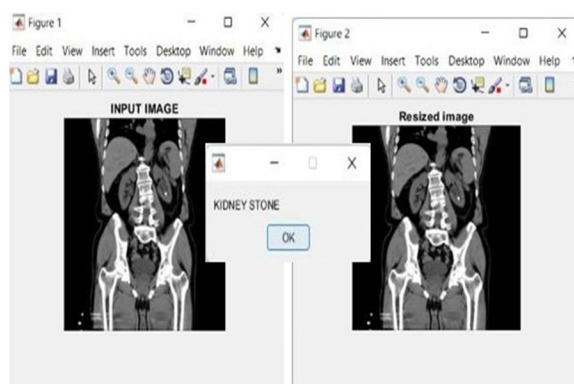 Figure 1
File Edit View Insert Tools Desktop Window Help
INPUT IMAGE
KIDNEY STONE
OK
Figure 2
File Edit View Insert Tools Desktop Window Help
Resized image